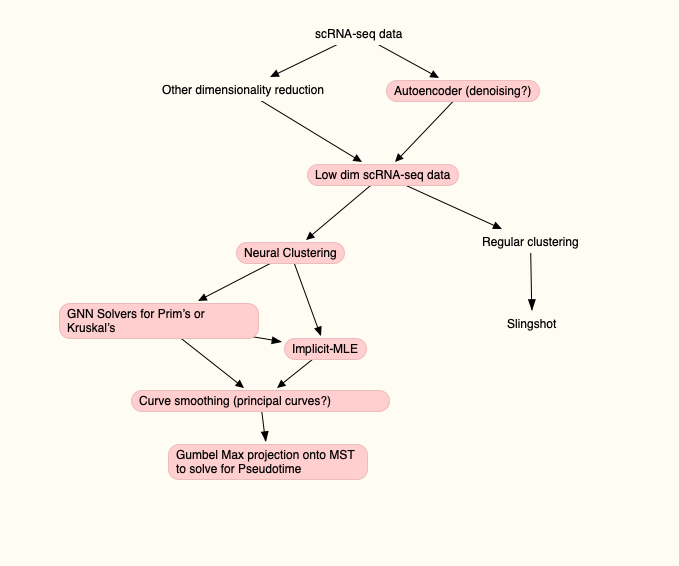 scRNA-seq data
Other dimensionality reduction
Autoencoder (denoising?)
Low dim scRNA-seq data
Neural Clustering
Regular clustering
GNN Solvers for Prim's or
Kruskal's
Slingshot
Implicit-MLE
Curve smoothing (principal curves?)
Gumbel Max projection onto MST
to solve for Pseudotime